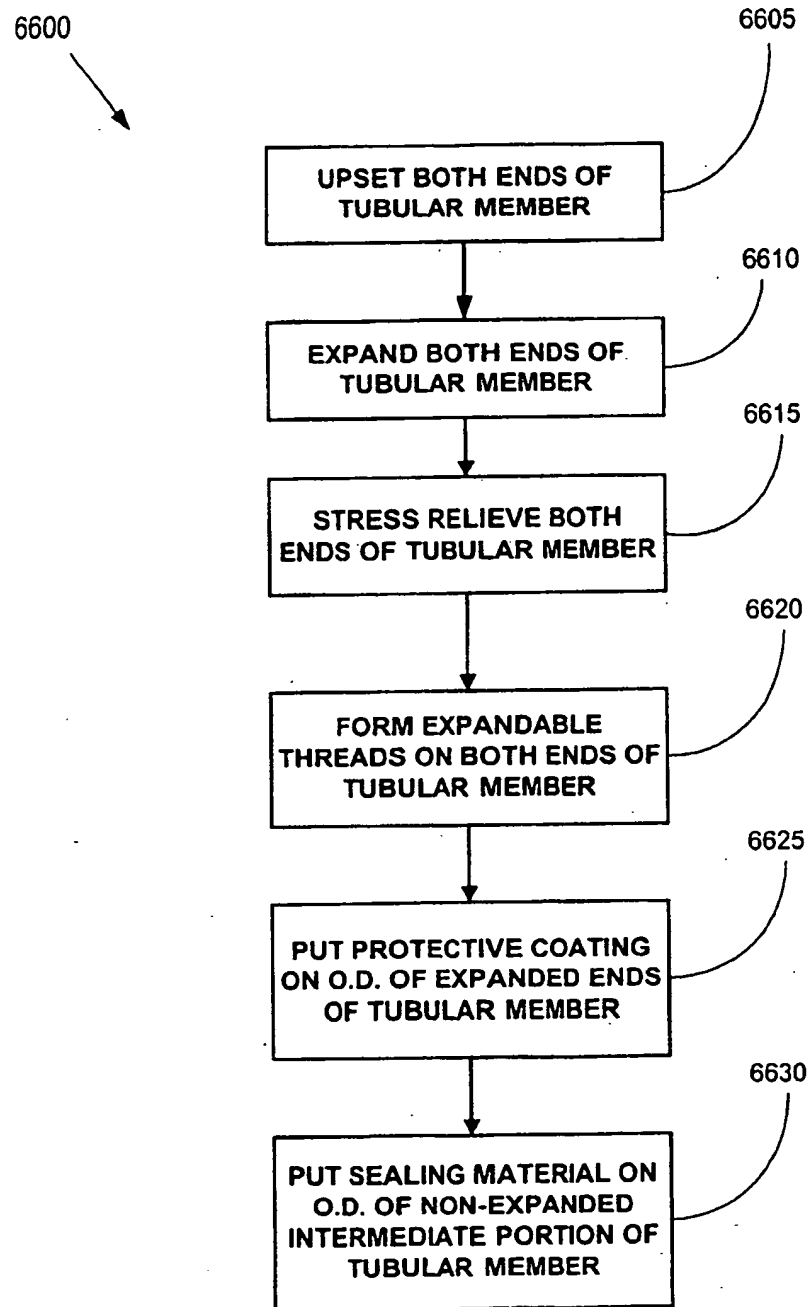 6600
6605
UPSET BOTH ENDS OF
TUBULAR MEMBER
6610
EXPAND BOTH ENDS OF
TUBULAR MEMBER
6615
STRESS RELIEVE BOTH
ENDS OF TUBULAR MEMBER
6620
FORM EXPANDABLE
THREADS ON BOTH ENDS OF
TUBULAR MEMBER
6625
PUT PROTECTIVE COATING
ON O.D. OF EXPANDED ENDS
OF TUBULAR MEMBER
6630
PUT SEALING MATERIAL ON
O.D. OF NON-EXPANDED
INTERMEDIATE PORTION OF
TUBULAR MEMBER